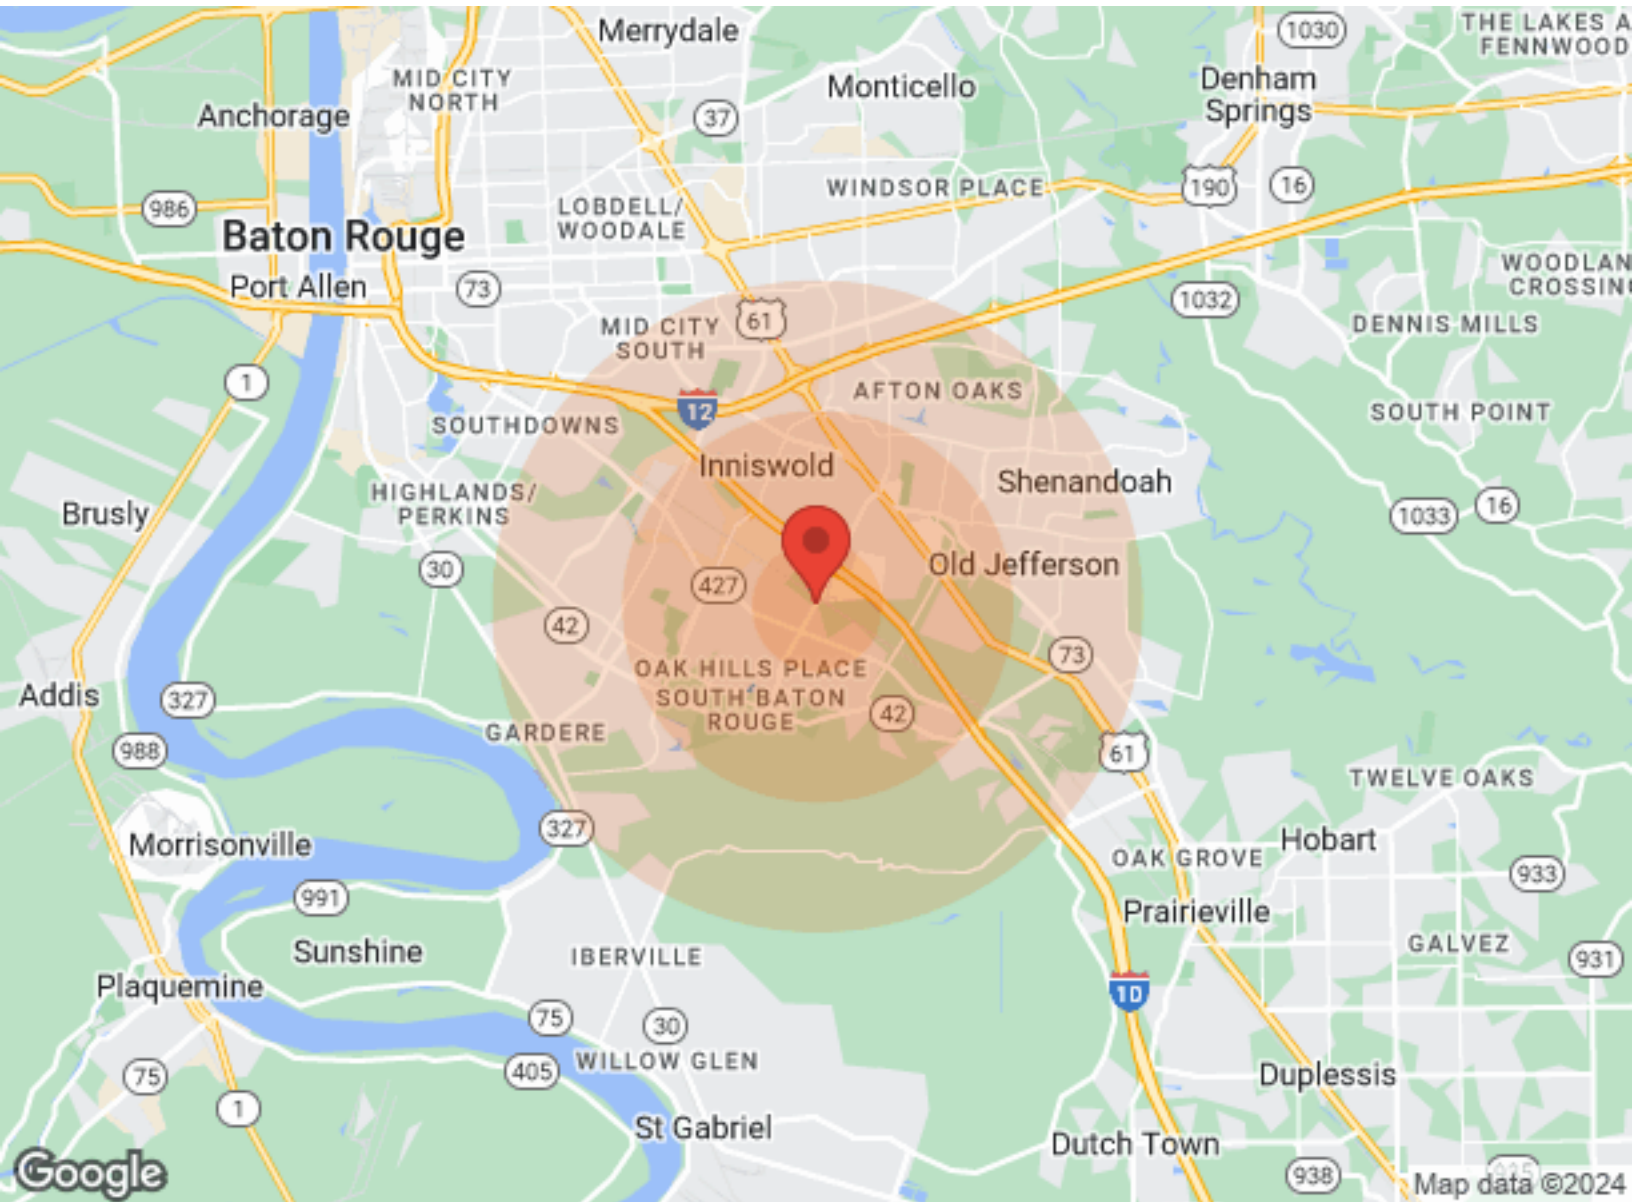 Merrydale
1030
THE LAKES A
FENNWOOD
MID CITY
NORTH
Monticello
Denham
Springs
Anchorage
37
WINDSOR PLACE
190
16
986
LOBDELL/
WOODALE
Baton Rouge
Port Allen
73
WOODLAN
CROSSING
1032
MID CITY
SOUTH
61
DENNIS MILLS
1
AFTON OAKS
12
SOUTHDOWNS
SOUTH POINT
Inniswold
Shenandoah
HIGHLANDS/
PERKINS
Brusly
1033
16
30
Old Jefferson
427
42
OAK HILLS PLACE
73
SOUTH BATON
ROUGE
42
Addis
327
GARDERE
988
61
TWELVE OAKS
327
Morrisonville
Hobart
OAK GROVE
933
991
Prairieville
Sunshine
IBERVILLE
GALVEZ
931
Plaquemine
10
75
30
WILLOW GLEN
405
75
Duplessis
1
St Gabriel
Dutch Town
Google
938
Map data ©2024